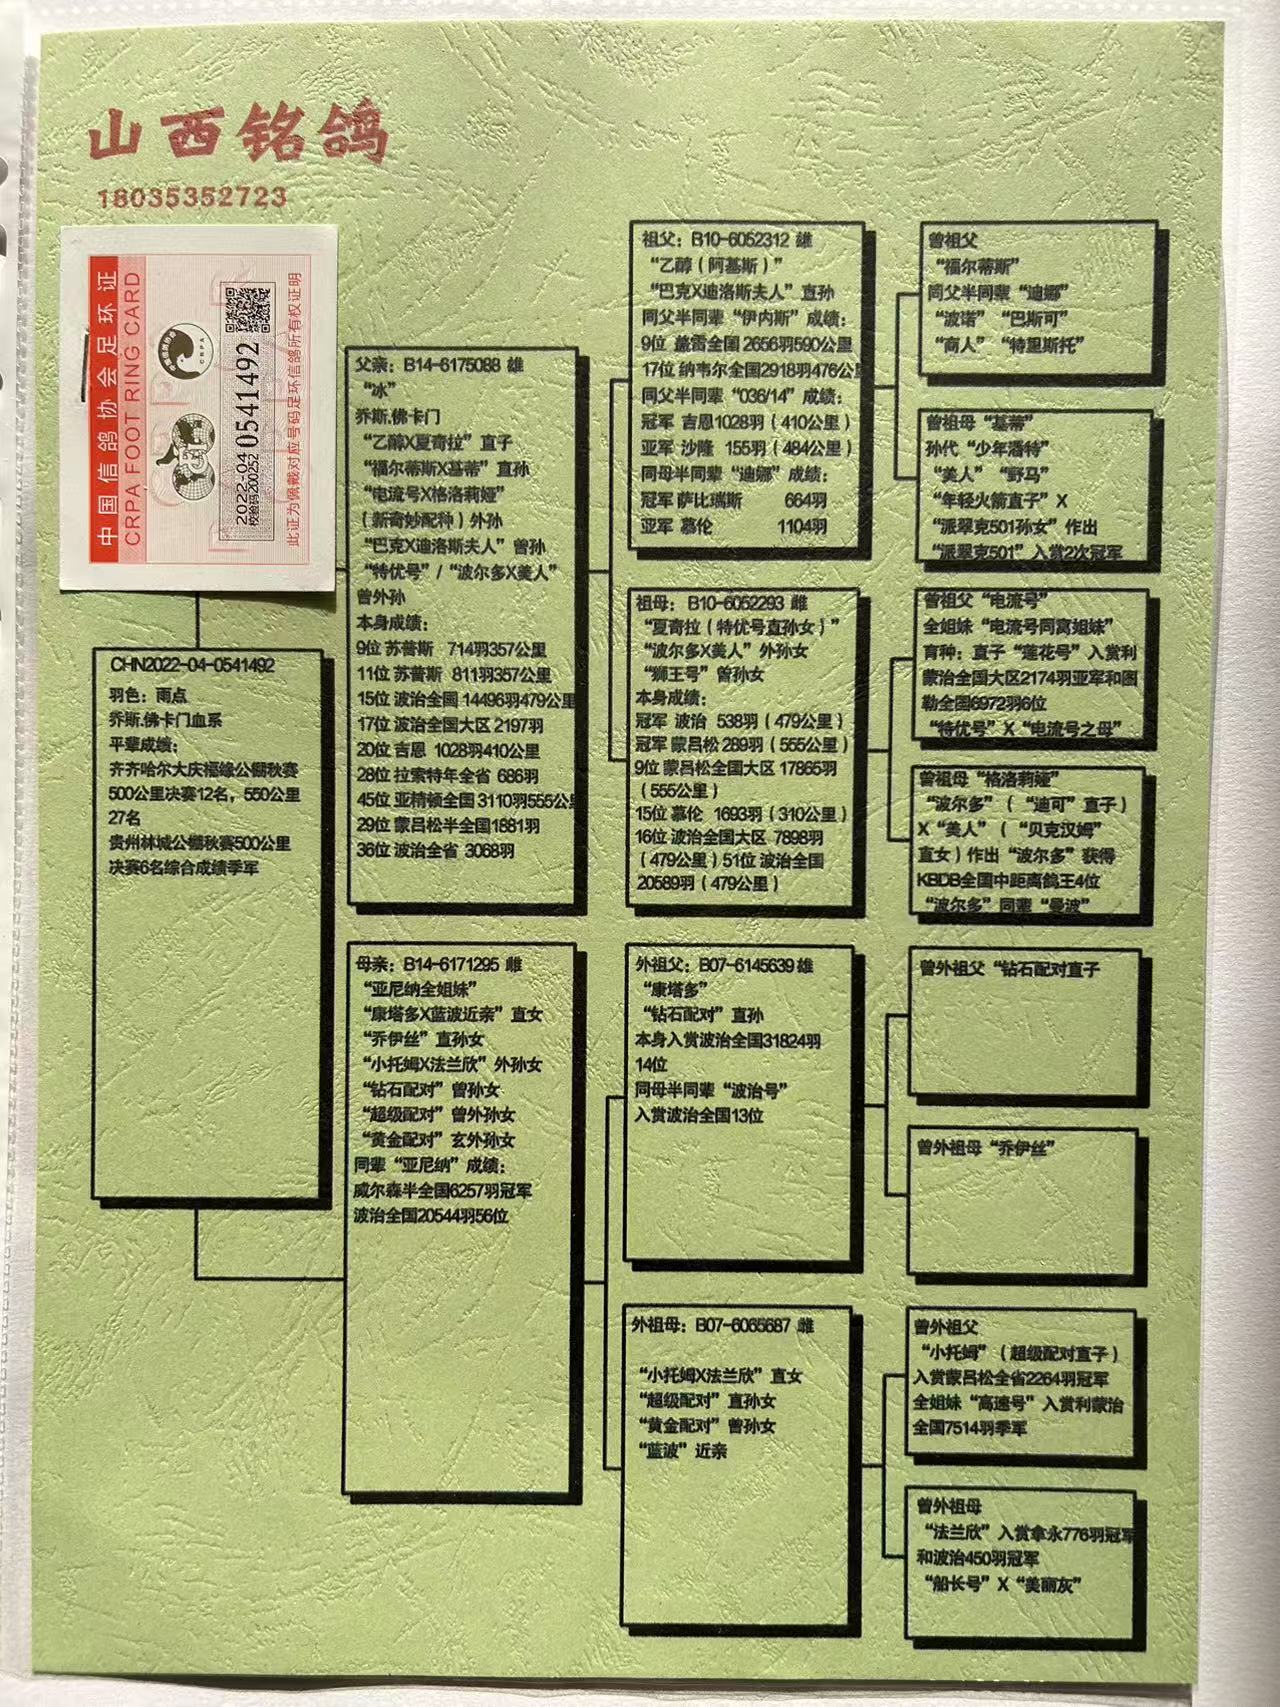 山西铭鸽
18035352723
中国信鸽协会足环证
CRPA FOOT RING CARD
CRPA
2022-04 0541492
校验码200252
此证为佩戴对应号码足环信鸽所有权证明
CHN2022-04-0541492
羽色：雨点
乔斯.佛卡门血系
平辈成绩：
齐齐哈尔大庆福缘公棚秋赛
500公里决赛12名，550公里
27名
贵州林城公棚秋赛500公里
决赛6名综合成绩季军
父亲：B14-6175088 雄
“冰”
乔斯.佛卡门
“乙醇X夏奇拉”直子
“福尔蒂斯X基蒂”直孙
“电流号X格洛莉娅”
（新奇妙配种）外孙
“巴克X迪洛斯夫人”曾孙
“特优号”/“波尔多X美人”
曾外孙
本身成绩：
9位 苏普斯 714羽357公里
11位 苏普斯 811羽357公里
15位 波治全国 14496羽479公里
17位 波治全国大区 2197羽
20位 吉恩 1028羽410公里
28位 拉索特年全省 686羽
45位 亚精顿全国 3110羽555公里
29位 蒙吕松半全国1881羽
36位 波治全省 3068羽
母亲：B14-6171295 雌
“亚尼纳全姐妹”
“康塔多X蓝波近亲”直女
“乔伊丝”直孙女
“小托姆X法兰欣”外孙女
“钻石配对”曾孙女
“超级配对”曾外孙女
“黄金配对”玄外孙女
同辈“亚尼纳”成绩：
威尔森半全国6257羽冠军
波治全国20544羽56位
祖父：B10-6052312 雄
“乙醇（阿基斯）”
“巴克X迪洛斯夫人”直孙
同父半同辈“伊内斯”成绩：
9位 盖雷全国 2656羽590公里
17位 纳韦尔全国2918羽476公里
同父半同辈“036/14”成绩：
冠军 吉恩1028羽（410公里）
亚军 沙隆 155羽（484公里）
同母半同辈“迪娜”成绩：
冠军 萨比瑞斯 664羽
亚军 慕伦 1104羽
祖母：B10-6052293 雌
“夏奇拉（特优号直孙女）”
“波尔多X美人”外孙女
“狮王号”曾孙女
本身成绩：
冠军 波治 538羽（479公里）
冠军 蒙吕松 289羽（555公里）
9位 蒙吕松全国大区 17865羽
（555公里）
15位 慕伦 1693羽（310公里）
16位 波治全国大区 7898羽
（479公里）51位 波治全国
20589羽（479公里）
外祖父：B07-6145639 雄
“康塔多”
“钻石配对”直孙
本身入赏波治全国31824羽
14位
同母半同辈“波治号”
入赏波治全国13位
外祖母：B07-6065687 雌
“小托姆X法兰欣”直女
“超级配对”直孙女
“黄金配对”曾孙女
“蓝波”近亲
曾祖父
“福尔蒂斯”
同父半同辈“迪娜”
“波诺”“巴斯可”
“商人”“特里斯托”
曾祖母“基蒂”
孙代“少年潘特”
“美人”“野马”
“年轻火箭直子”X
“派翠克501孙女”作出
“派翠克501”入赏2次冠军
曾祖父“电流号”
全姐妹“电流号同窝姐妹”
育种：直子“莲花号”入赏利
蒙治全国大区2174羽亚军和图
勒全国6972羽6位
“特优号”X“电流号之母”
曾祖母“格洛莉娅”
“波尔多”（“迪可”直子）
X“美人”（“贝克汉姆”
直女）作出“波尔多”获得
KBDB全国中距离鸽王4位
“波尔多”同辈“曼波”
曾外祖父“钻石配对直子
曾外祖母“乔伊丝”
曾外祖父
“小托姆”（超级配对直子）
入赏蒙吕松全省2264羽冠军
全姐妹“高速号”入赏利蒙治
全国7514羽季军
曾外祖母
“法兰欣”入赏拿永776羽冠军
和波治450羽冠军
“船长号”X“美丽灰”